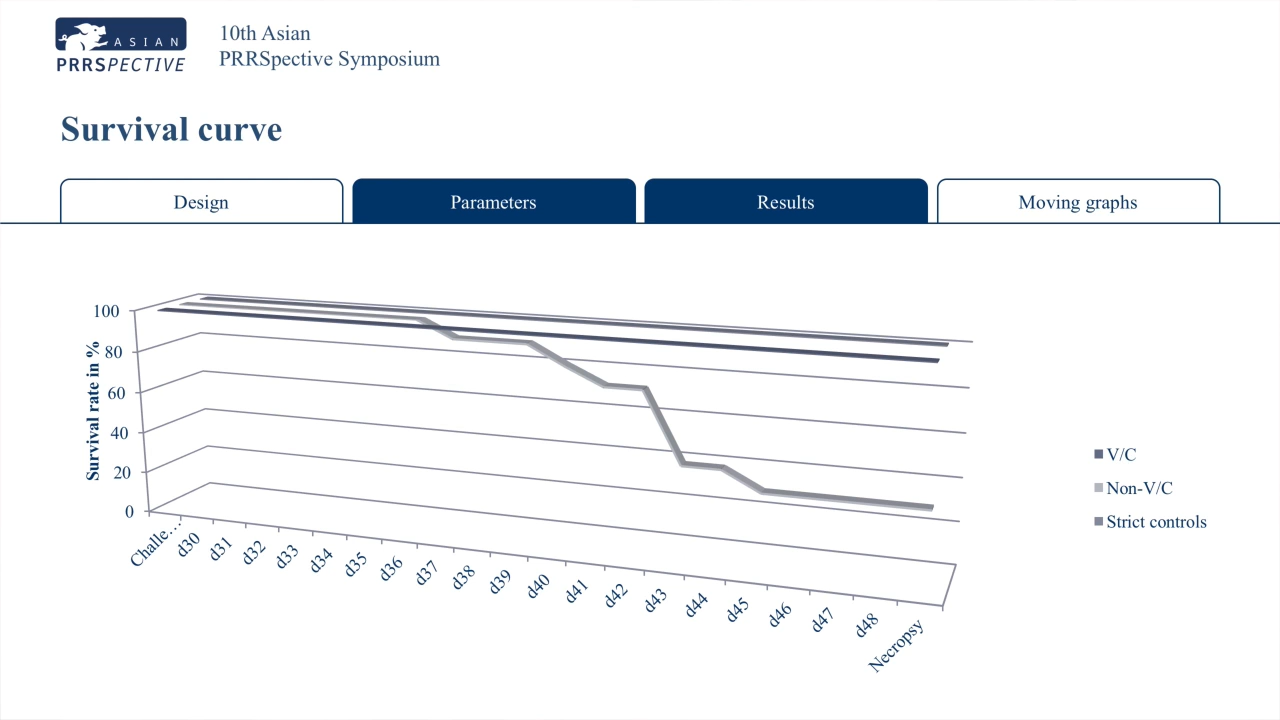 ASIAN
PRRSPECTIVE
10th Asian
PRRSpective Symposium
Survival curve
Design
Parameters
Results
Moving graphs
Survival rate in %
100
80
60
40
20
0
Challe…
d30
d31
d32
d33
d34
d35
d36
d37
d38
d39
d40
d41
d42
d43
d44
d45
d46
d47
d48
Necropsy
V/C
Non-V/C
Strict controls